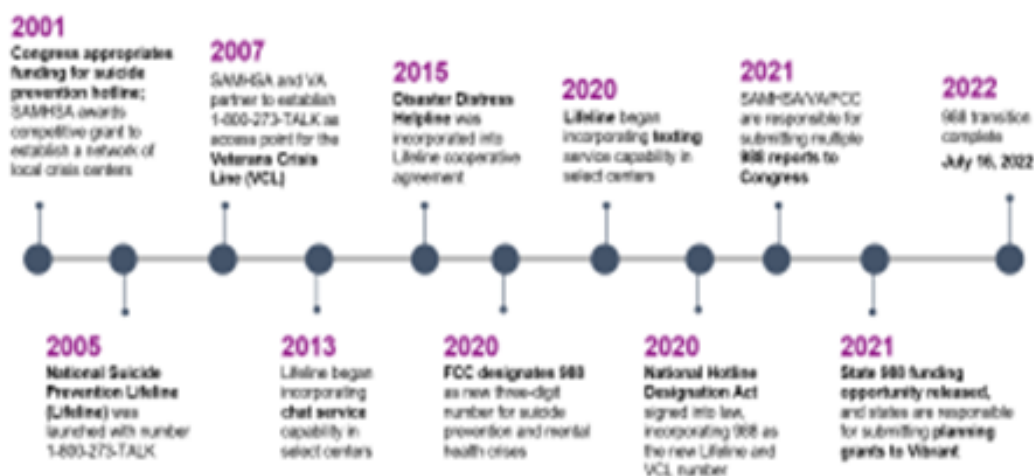 2001
Congress appropriates
funding for suicide
prevention hotline;
SAMHSA awards
competitive grant to
establish a network of
local crisis centers
2007
SAMHSA and VA
partner to establish
1-800-273-TALK as
access point for the
Veterans Crisis
Line (VCL)
2015
Disaster Distress
Helpline was
incorporated into
Lifeline cooperative
agreement
2020
Lifeline began
incorporating texting
service capability in
select centers
2021
SAMHSA/VA/FCC
are responsible for
submitting multiple
988 reports to
Congress
2022
988 transition
complete
July 16, 2022
2005
National Suicide
Prevention Lifeline
(Lifeline) was
launched with number
1-800-273-TALK
2013
Lifeline began
incorporating
chat service
capability in
select centers
2020
FCC designates 988
as new three-digit
number for suicide
prevention and mental
health crises
2020
National Hotline
Designation Act
signed into law,
incorporating 988 as
the new Lifeline and
VCL number
2021
State 988 funding
opportunity released,
and states are responsible
for submitting planning
grants to Vibrant